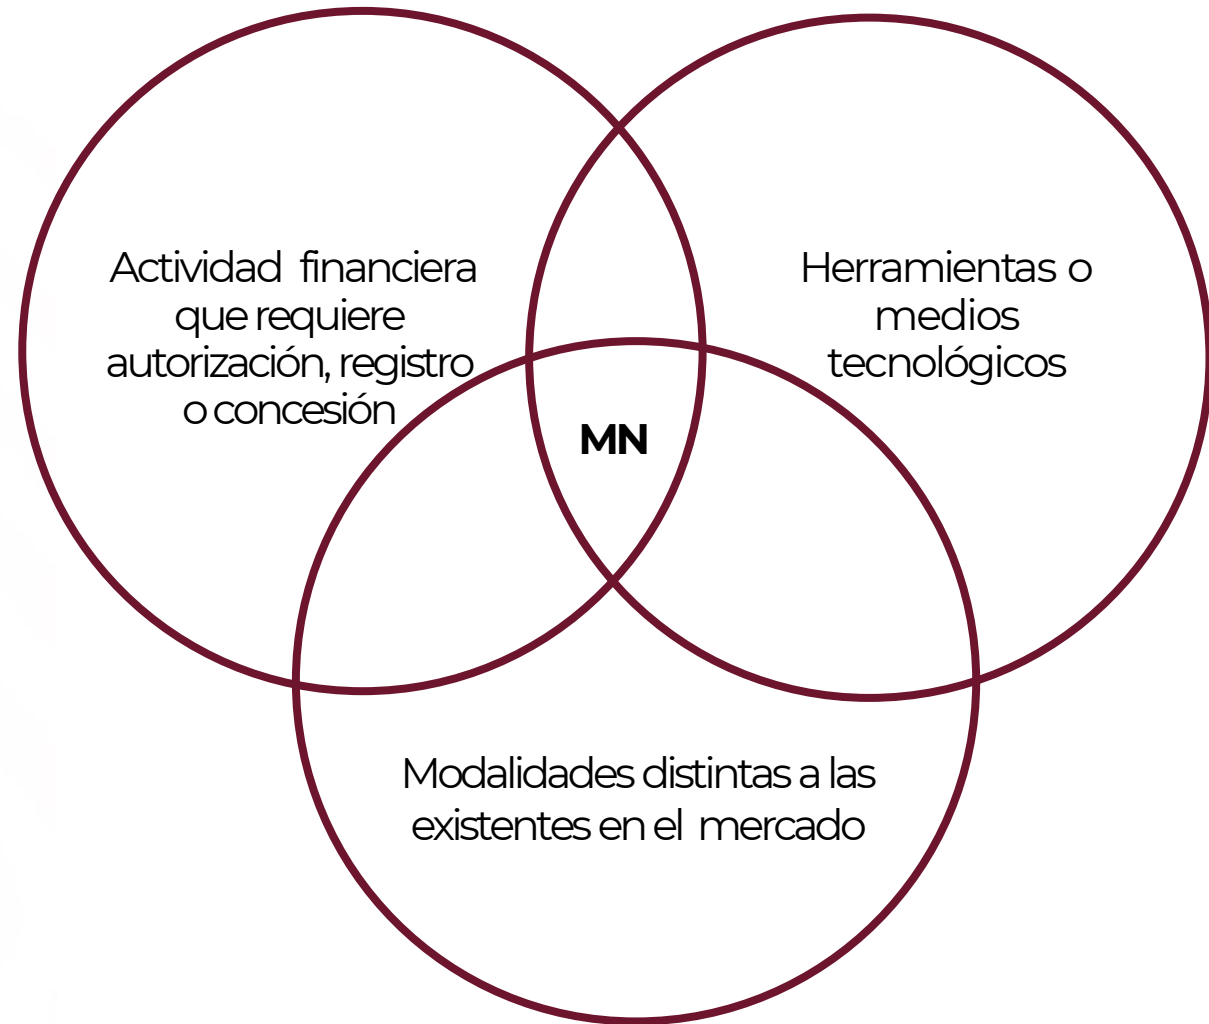 Actividad financiera
que requiere
autorización, registro
o concesión
Herramientas o
medios
tecnológicos
MN
Modalidades distintas a las
existentes en el mercado